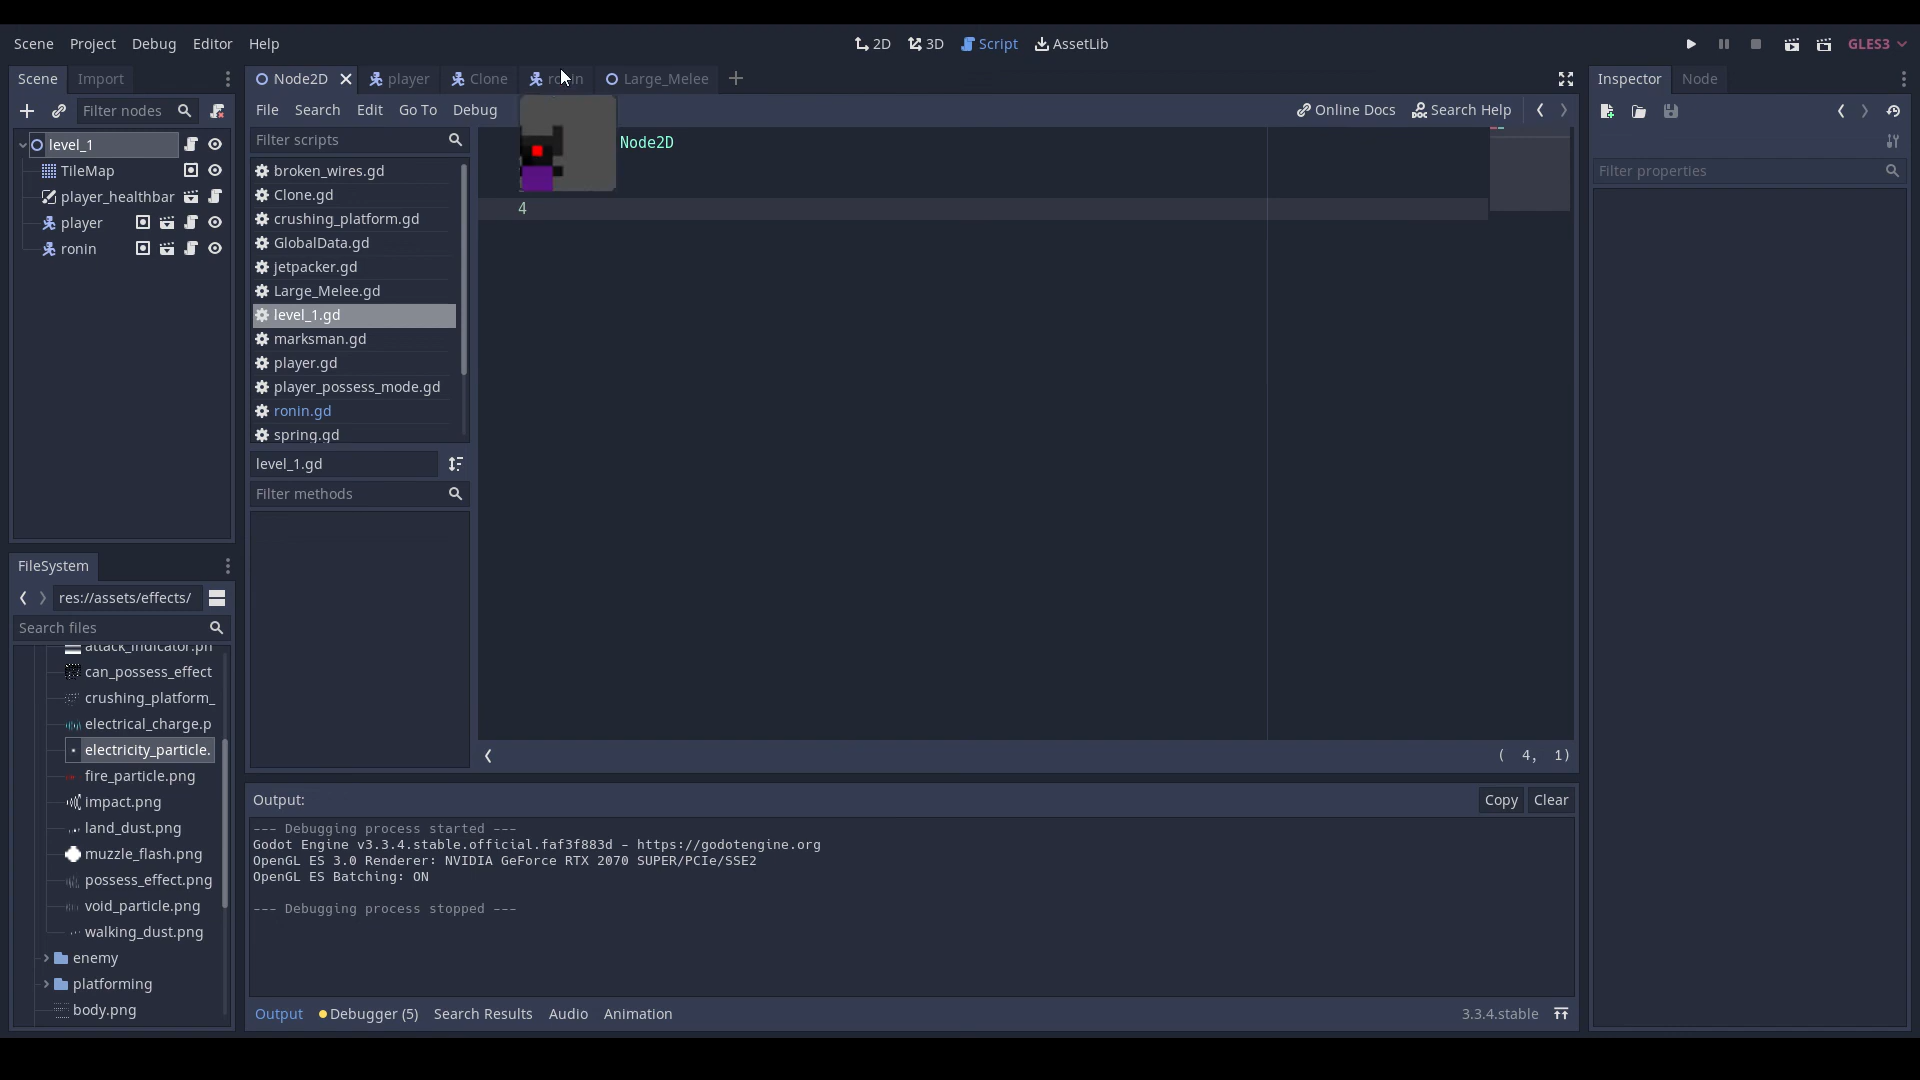 Scene Project Debug Editor Help 2D 3D Script AssetLib GLES3
Scene Import
Filter nodes
level_1
TileMap
player_healthbar
player
ronin
FileSystem
res://assets/effects/
Search files
attack_indicator.pn
can_possess_effect
crushing_platform_
electrical_charge.p
electricity_particle.
fire_particle.png
impact.png
land_dust.png
muzzle_flash.png
possess_effect.png
void_particle.png
walking_dust.png
enemy
platforming
body.png
Node2D player Clone Large_Melee
File Search Edit Go To Debug Online Docs Search Help
Filter scripts
broken_wires.gd
Clone.gd
crushing_platform.gd
GlobalData.gd
jetpacker.gd
Large_Melee.gd
level_1.gd
marksman.gd
player.gd
player_possess_mode.gd
ronin.gd
spring.gd
level_1.gd
Filter methods
Node2D
4
( 4, 1)
Output: Copy Clear
--- Debugging process started ---
Godot Engine v3.3.4.stable.official.faf3f883d - https://godotengine.org
OpenGL ES 3.0 Renderer: NVIDIA GeForce RTX 2070 SUPER/PCIe/SSE2
OpenGL ES Batching: ON
--- Debugging process stopped ---
Output Debugger (5) Search Results Audio Animation 3.3.4.stable
Inspector Node
Filter properties